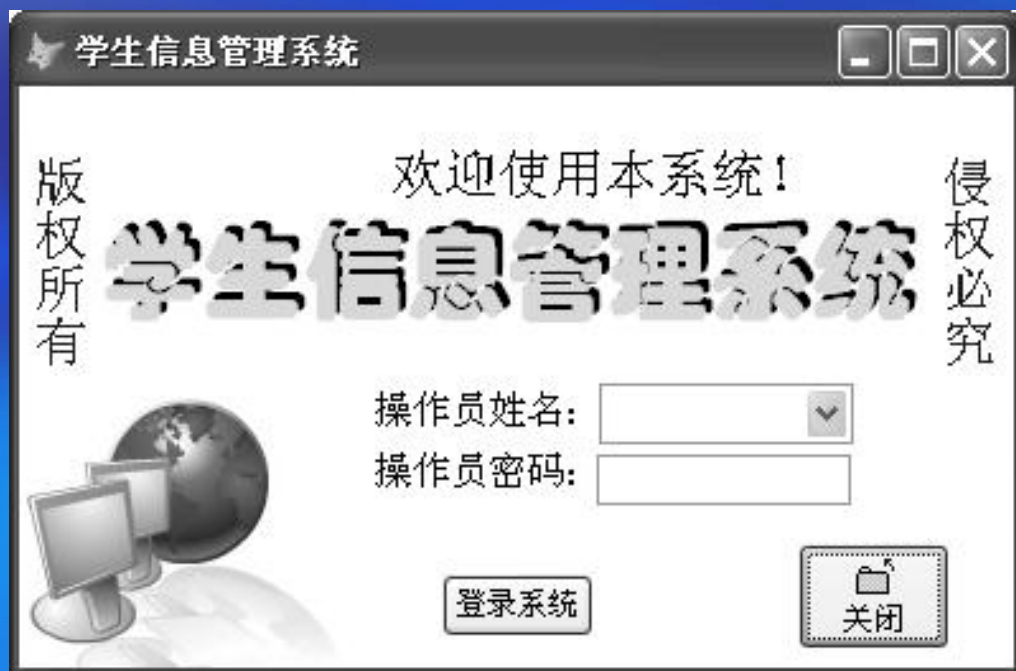 学生信息管理系统
欢迎使用本系统!
版权所有
学生信息管理系统
侵权必究
操作员姓名:
操作员密码:
登录系统
关闭